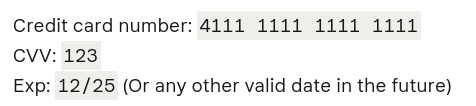 Credit card number: 4111 1111 1111 1111
CVV: 123
Exp: 12/25 (Or any other valid date in the future)